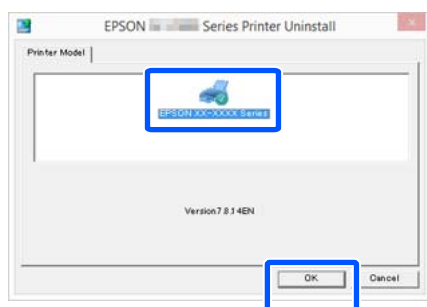 EPSON Series Printer Uninstall
Printer Model
EPSON XX-XXXX Series
Version7.8.14EN
OK Cancel